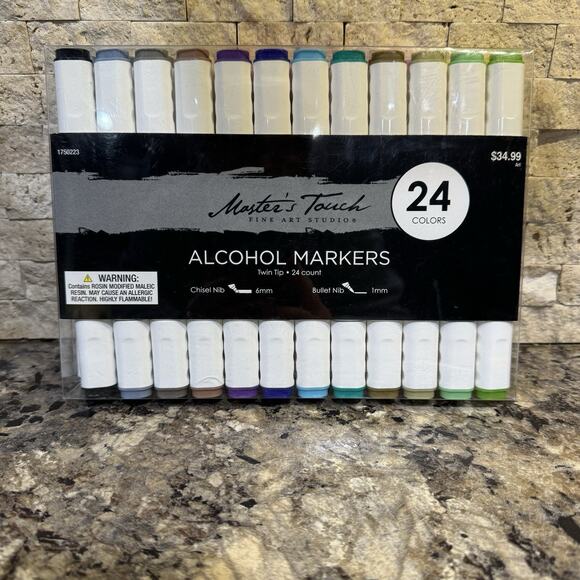 1750223
$34.99
Art
Master's Touch
FINE ART STUDIO®
24
COLORS
ALCOHOL MARKERS
Twin Tip • 24 count
Chisel Nib 6mm Bullet Nib 1mm
WARNING:
Contains ROSIN MODIFIED MALEIC
RESIN. MAY CAUSE AN ALLERGIC
REACTION. HIGHLY FLAMMABLE!